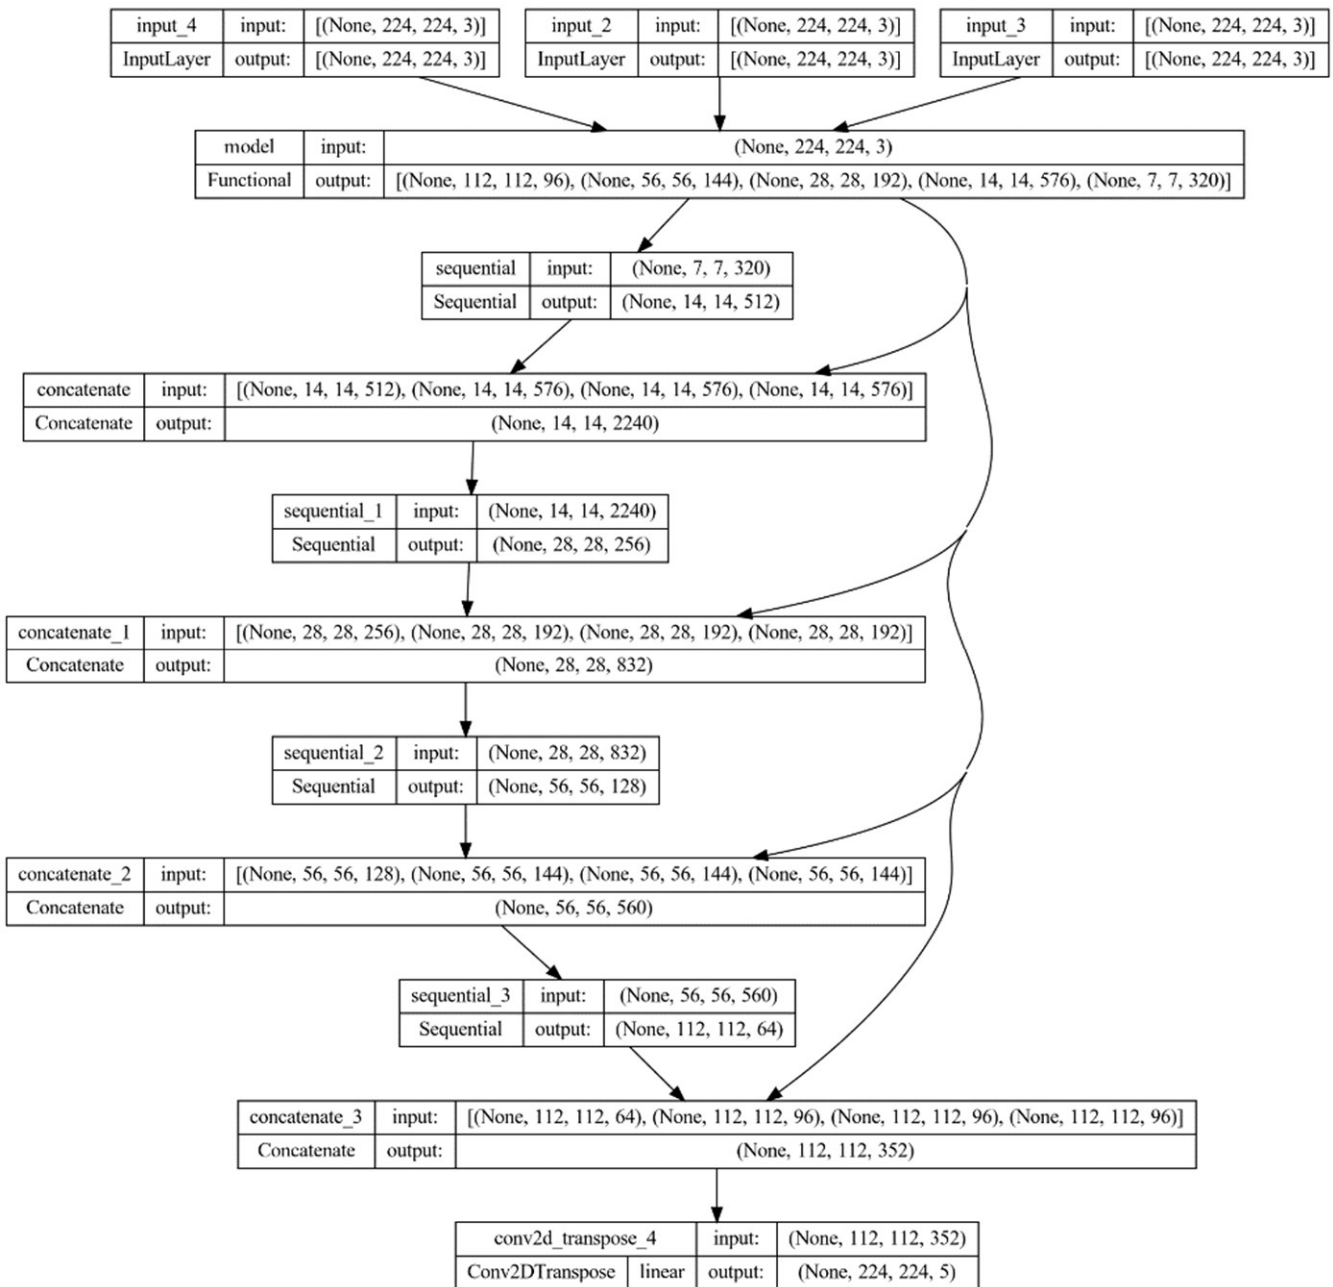 input_4 input: [(None, 224, 224, 3)]
InputLayer output: [(None, 224, 224, 3)]
input_2 input: [(None, 224, 224, 3)]
InputLayer output: [(None, 224, 224, 3)]
input_3 input: [(None, 224, 224, 3)]
InputLayer output: [(None, 224, 224, 3)]
model input: (None, 224, 224, 3)
Functional output: [(None, 112, 112, 96), (None, 56, 56, 144), (None, 28, 28, 192), (None, 14, 14, 576), (None, 7, 7, 320)]
sequential input: (None, 7, 7, 320)
Sequential output: (None, 14, 14, 512)
concatenate input: [(None, 14, 14, 512), (None, 14, 14, 576), (None, 14, 14, 576), (None, 14, 14, 576)]
Concatenate output: (None, 14, 14, 2240)
sequential_1 input: (None, 14, 14, 2240)
Sequential output: (None, 28, 28, 256)
concatenate_1 input: [(None, 28, 28, 256), (None, 28, 28, 192), (None, 28, 28, 192), (None, 28, 28, 192)]
Concatenate output: (None, 28, 28, 832)
sequential_2 input: (None, 28, 28, 832)
Sequential output: (None, 56, 56, 128)
concatenate_2 input: [(None, 56, 56, 128), (None, 56, 56, 144), (None, 56, 56, 144), (None, 56, 56, 144)]
Concatenate output: (None, 56, 56, 560)
sequential_3 input: (None, 56, 56, 560)
Sequential output: (None, 112, 112, 64)
concatenate_3 input: [(None, 112, 112, 64), (None, 112, 112, 96), (None, 112, 112, 96), (None, 112, 112, 96)]
Concatenate output: (None, 112, 112, 352)
conv2d_transpose_4 input: (None, 112, 112, 352)
Conv2DTranspose linear output: (None, 224, 224, 5)